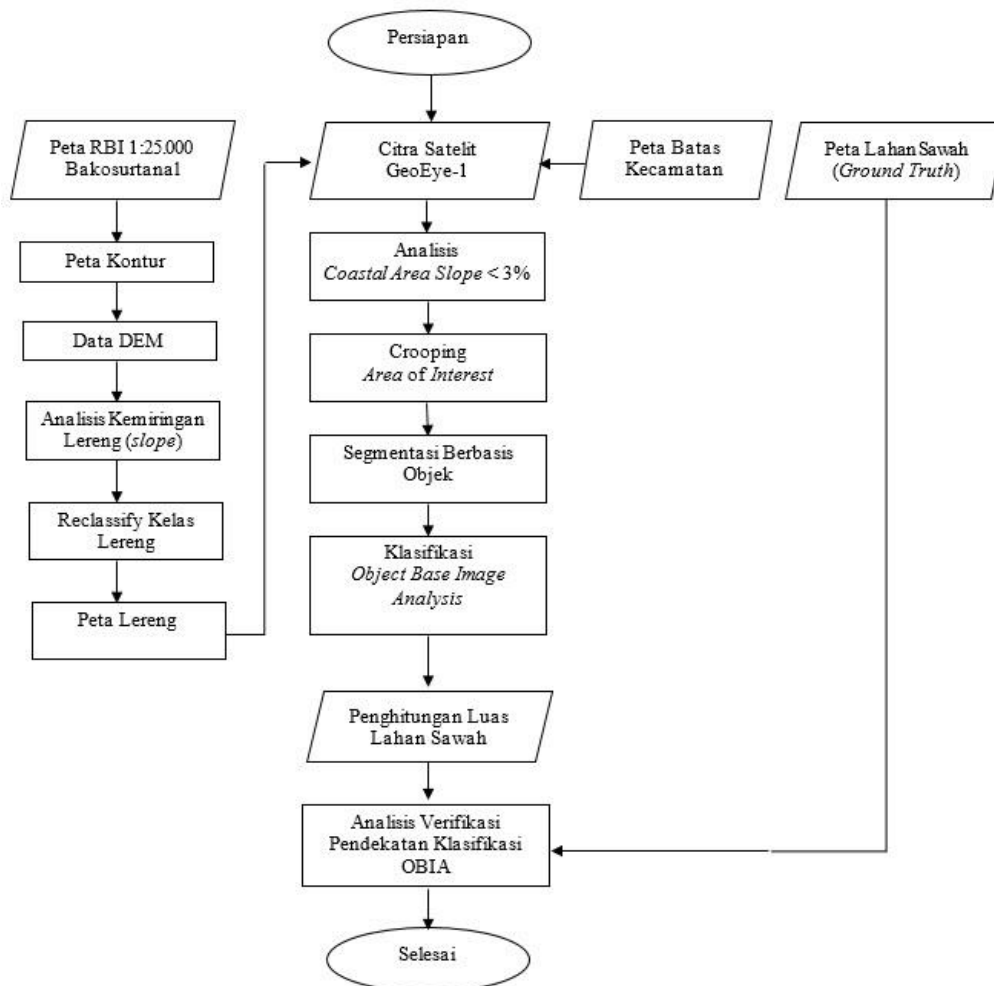 Persiapan
Peta RBI 1:25.000
Bakosurtanal
Citra Satelit
GeoEye-1
Peta Batas
Kecamatan
Peta Lahan Sawah
(Ground Truth)
Peta Kontur
Data DEM
Analisis Kemiringan
Lereng (slope)
Reclassify Kelas
Lereng
Peta Lereng
Analisis
Coastal Area Slope < 3%
Crooping
Area of Interest
Segmentasi Berbasis
Objek
Klasifikasi
Object Base Image
Analysis
Penghitungan Luas
Lahan Sawah
Analisis Verifikasi
Pendekatan Klasifikasi
OBIA
Selesai